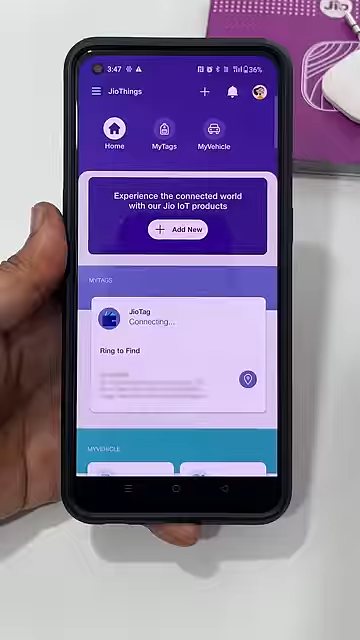 Jio
3:47
36%
JioThings
Home
MyTags
MyVehicle
Experience the connected world
with our Jio IoT products
+ Add New
MYTAGS
JioTag
Connecting...
Ring to Find
MYVEHICLE